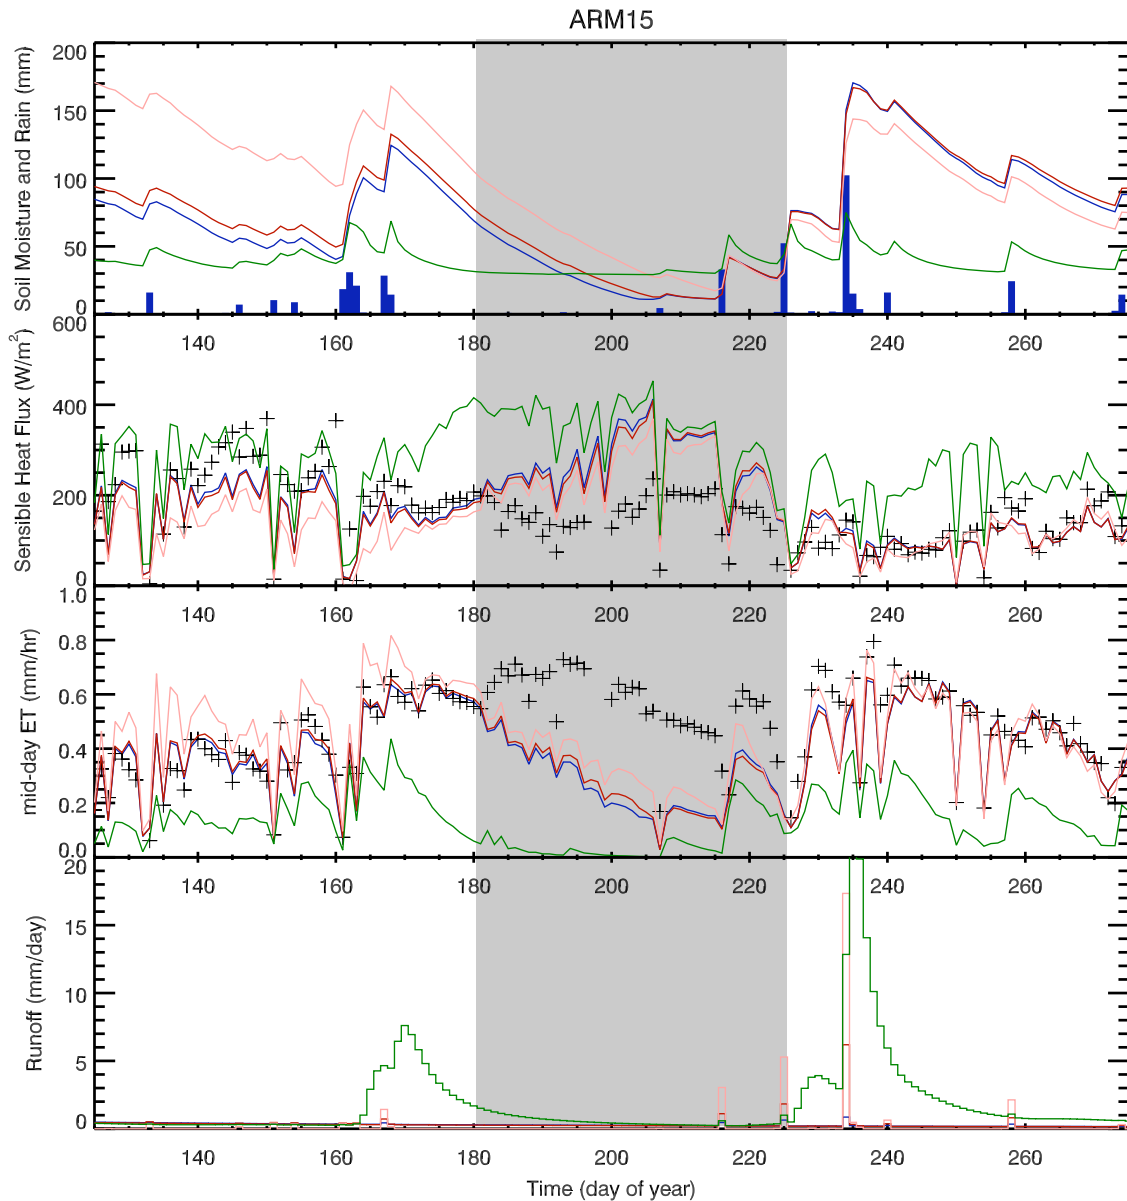 ARM15
Soil Moisture and Rain (mm)
200
150
100
50
0
140 160 180 200 220 240 260
Sensible Heat Flux (W/m²)
600
400
200
0
140 160 180 200 220 240 260
mid-day ET (mm/hr)
1.0
0.8
0.6
0.4
0.2
0.0
140 160 180 200 220 240 260
Runoff (mm/day)
20
15
10
5
0
140 160 180 200 220 240 260
Time (day of year)